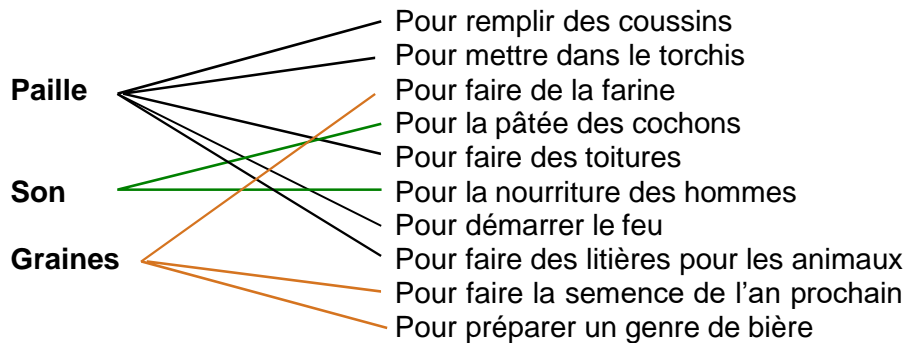 Pour remplir des coussins
Pour mettre dans le torchis
Paille
Pour faire de la farine
Pour la pâtée des cochons
Pour faire des toitures
Son
Pour la nourriture des hommes
Pour démarrer le feu
Graines
Pour faire des litières pour les animaux
Pour faire la semence de l'an prochain
Pour préparer un genre de bière